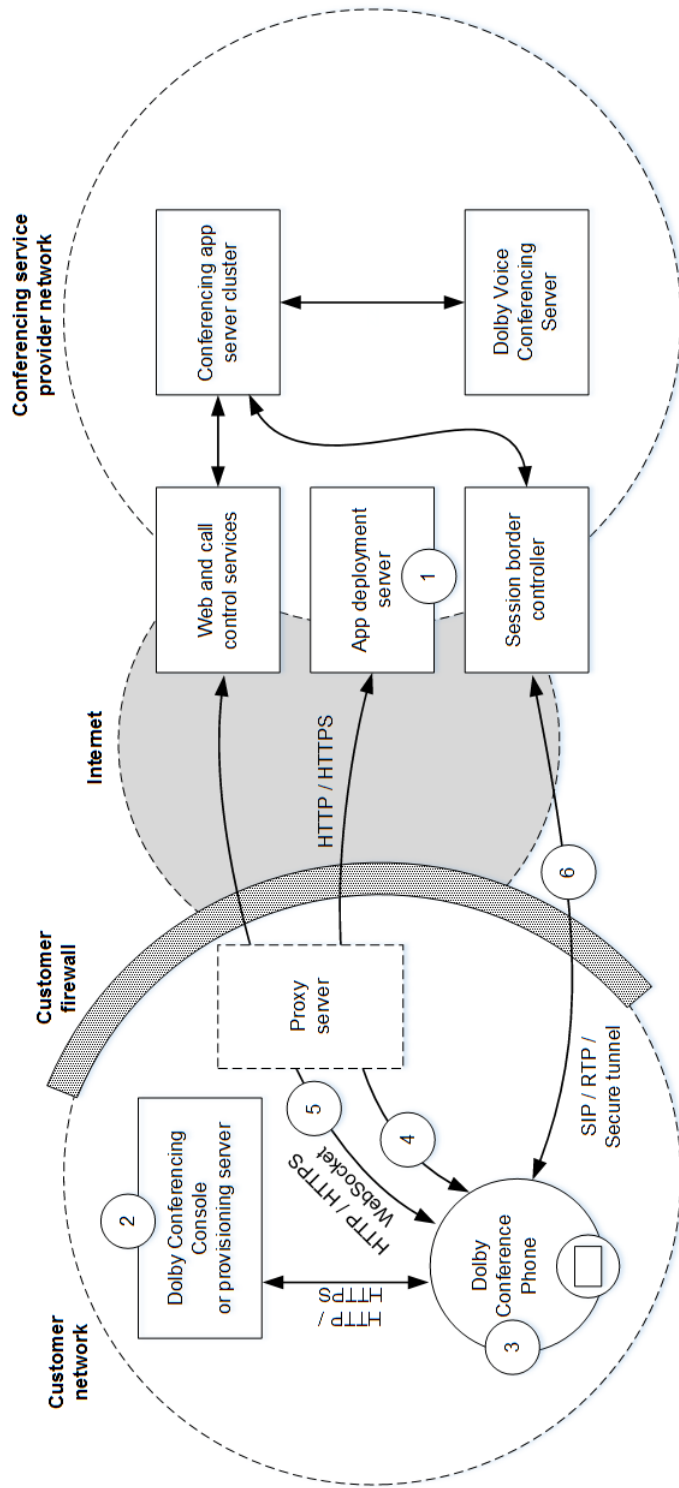 Customer
network
Customer
firewall
Internet
Conferencing service
provider network
2
Dolby Conferencing
Console
or provisioning server
HTTP /
HTTPS
3
Dolby
Conference
Phone
5
HTTP / HTTPS
WebSocket
4
Proxy
server
HTTP / HTTPS
SIP / RTP /
Secure tunnel
6
Web and call
control services
App deployment
server
1
Session border
controller
Conferencing app
server cluster
Dolby Voice
Conferencing
Server